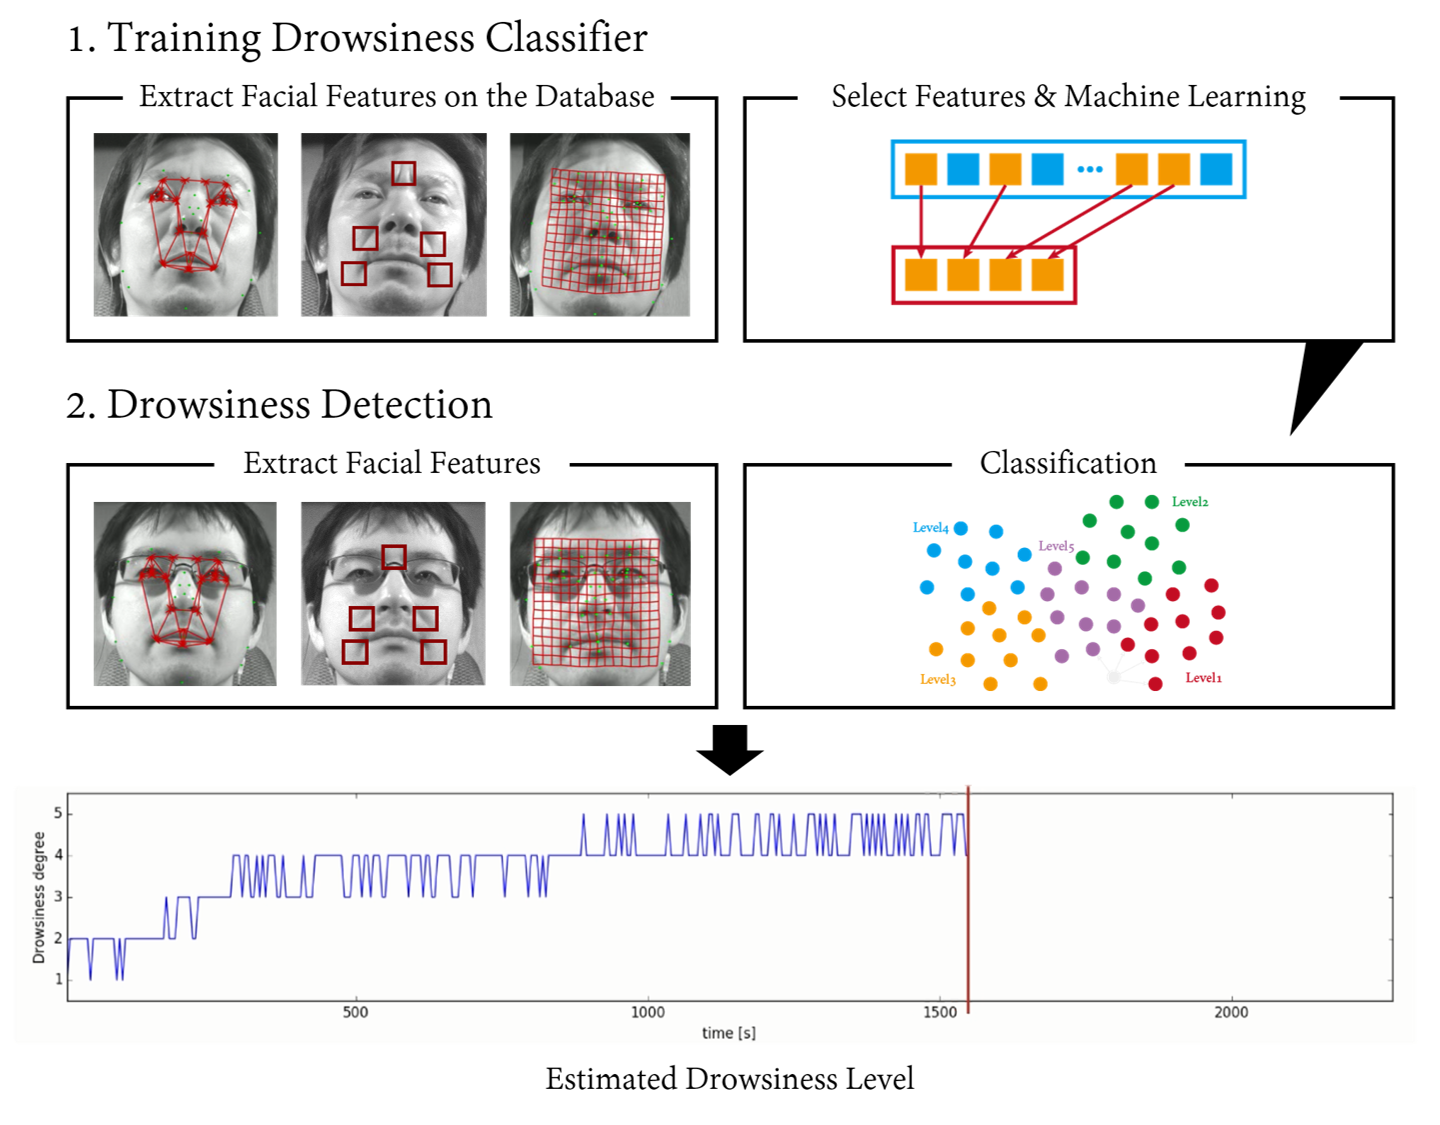 1. Training Drowsiness Classifier
Extract Facial Features on the Database
Select Features & Machine Learning
2. Drowsiness Detection
Extract Facial Features
Classification
Level2
Level4
Level5
Level3
Level1
Drowsiness degree
5
4
3
2
1
500
1000
1500
2000
time [s]
Estimated Drowsiness Level